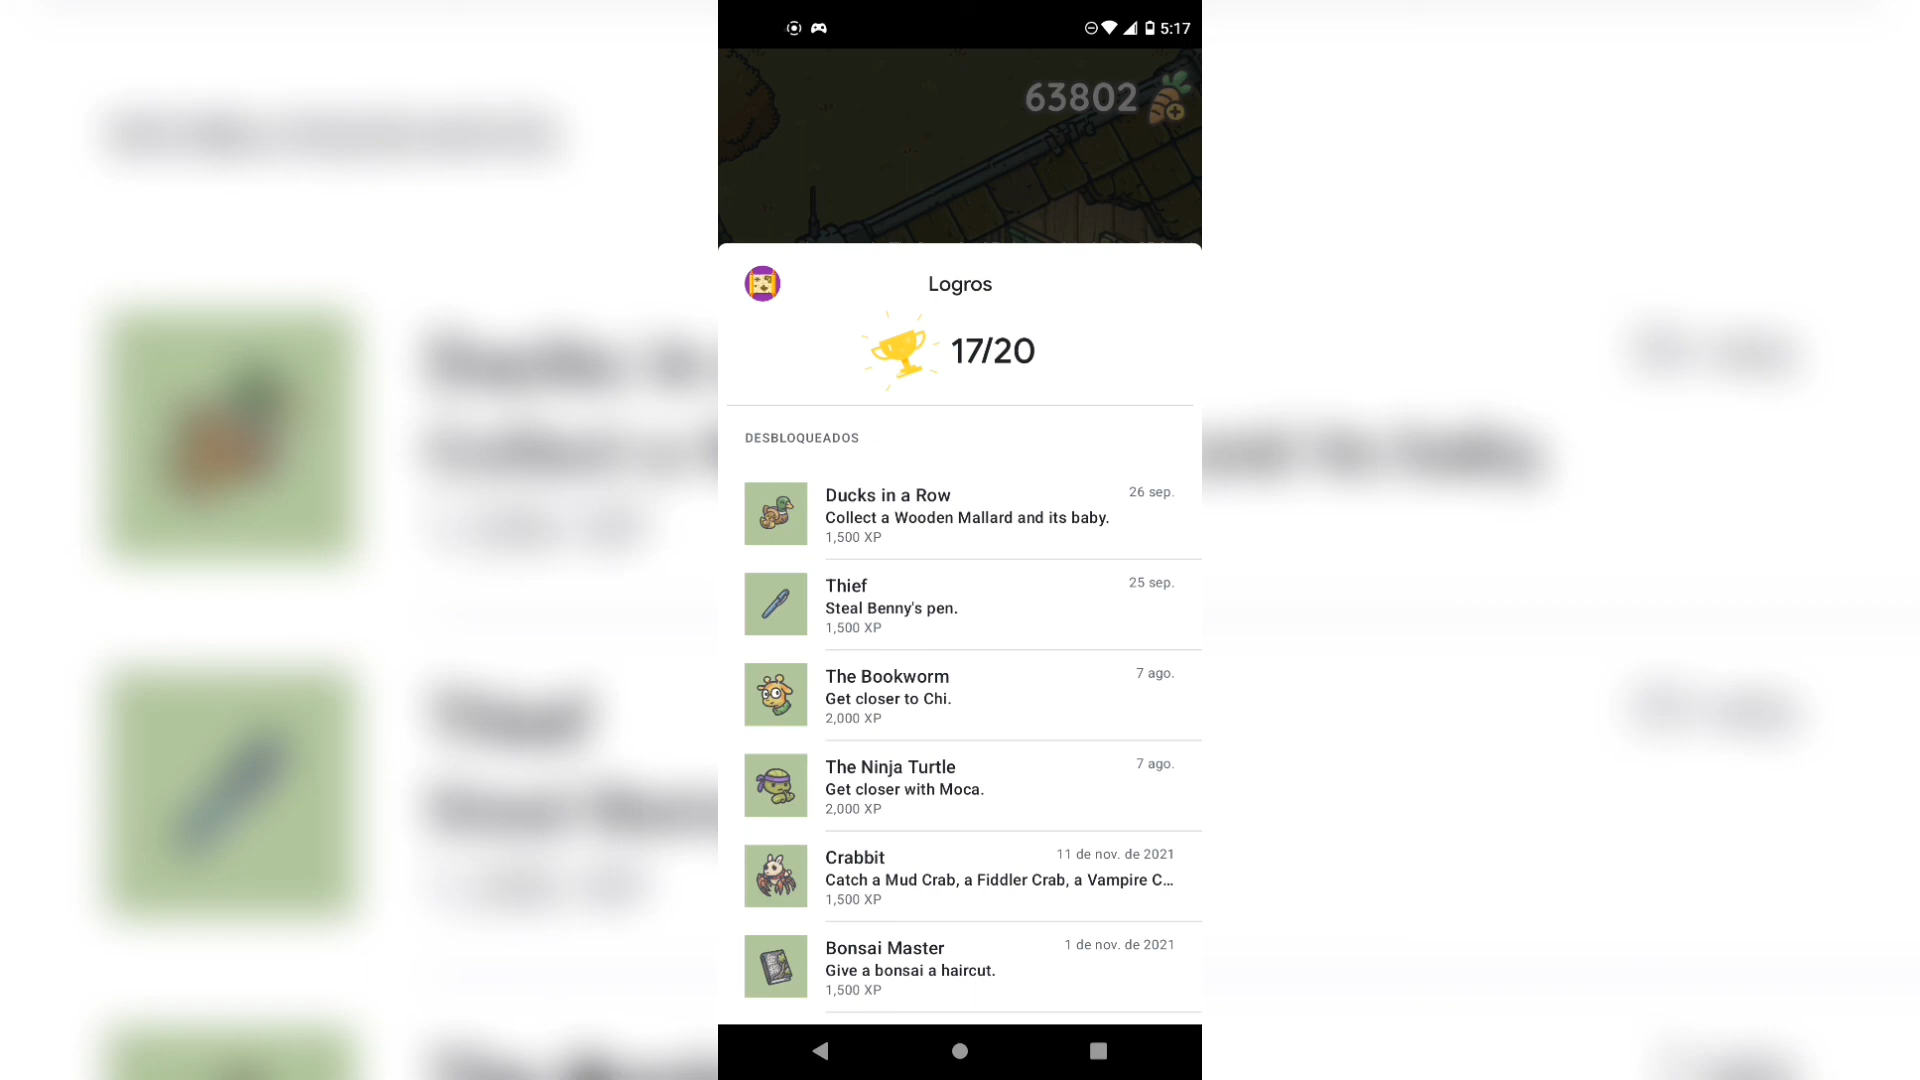 5:17
63802
Logros
17/20
DESBLOQUEADOS
Ducks in a Row
26 sep.
Collect a Wooden Mallard and its baby.
1,500 XP
Thief
25 sep.
Steal Benny's pen.
1,500 XP
The Bookworm
7 ago.
Get closer to Chi.
2,000 XP
The Ninja Turtle
7 ago.
Get closer with Moca.
2,000 XP
Crabbit
11 de nov. de 2021
Catch a Mud Crab, a Fiddler Crab, a Vampire C...
1,500 XP
Bonsai Master
1 de nov. de 2021
Give a bonsai a haircut.
1,500 XP